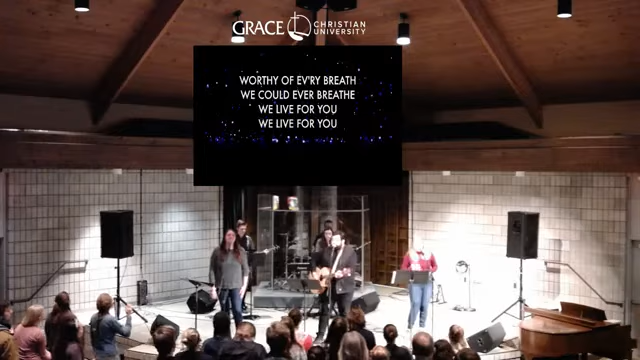 GRACE CHRISTIAN
UNIVERSITY
WORTHY OF EV'RY BREATH
WE COULD EVER BREATHE
WE LIVE FOR YOU
WE LIVE FOR YOU